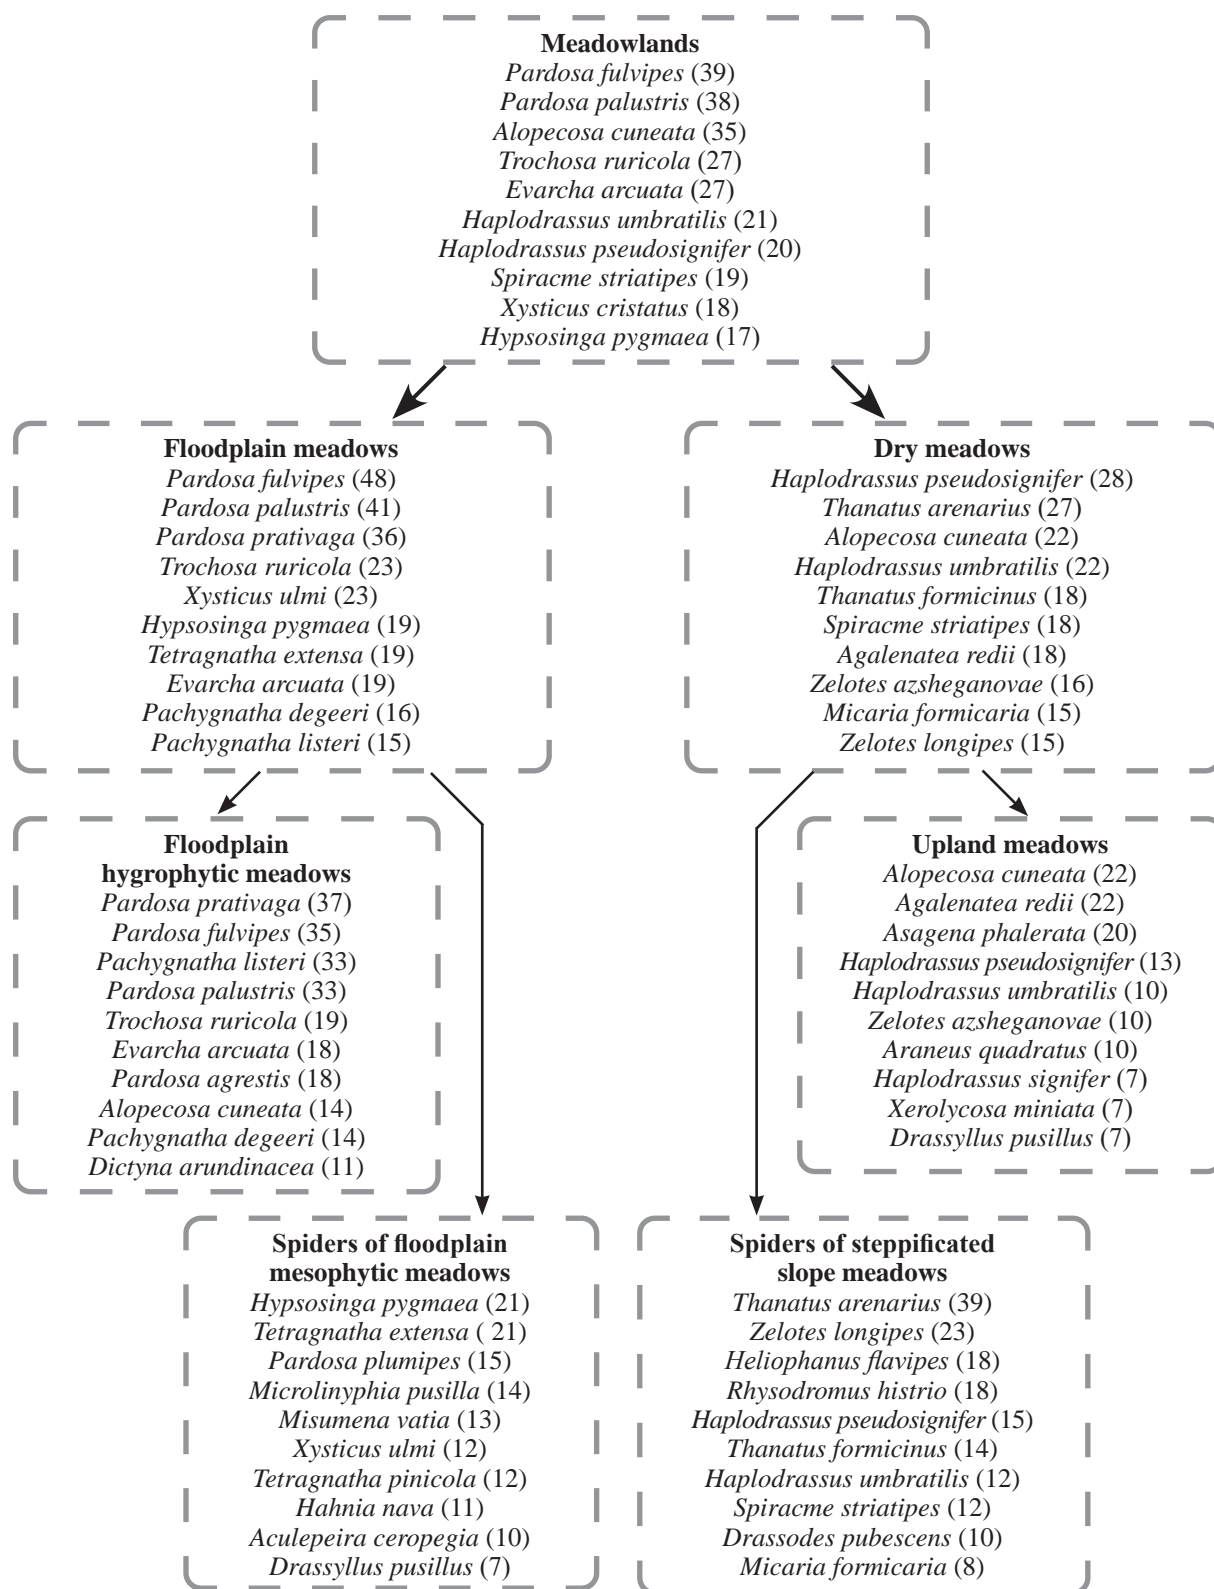 Meadowlands
Pardosa fulvipes (39)
Pardosa palustris (38)
Alopecosa cuneata (35)
Trochosa ruricola (27)
Evarcha arcuata (27)
Haplodrassus umbratilis (21)
Haplodrassus pseudosignifer (20)
Spiracme striatipes (19)
Xysticus cristatus (18)
Hypsosinga pygmaea (17)
Floodplain meadows
Pardosa fulvipes (48)
Pardosa palustris (41)
Pardosa prativaga (36)
Trochosa ruricola (23)
Xysticus ulmi (23)
Hypsosinga pygmaea (19)
Tetragnatha extensa (19)
Evarcha arcuata (19)
Pachygnatha degeeri (16)
Pachygnatha listeri (15)
Dry meadows
Haplodrassus pseudosignifer (28)
Thanatus arenarius (27)
Alopecosa cuneata (22)
Haplodrassus umbratilis (22)
Thanatus formicinus (18)
Spiracme striatipes (18)
Agalenatea redii (18)
Zelotes azsheganovae (16)
Micaria formicaria (15)
Zelotes longipes (15)
Floodplain
hygrophytic meadows
Pardosa prativaga (37)
Pardosa fulvipes (35)
Pachygnatha listeri (33)
Pardosa palustris (33)
Trochosa ruricola (19)
Evarcha arcuata (18)
Pardosa agrestis (18)
Alopecosa cuneata (14)
Pachygnatha degeeri (14)
Dictyna arundinacea (11)
Upland meadows
Alopecosa cuneata (22)
Agalenatea redii (22)
Asagena phalerata (20)
Haplodrassus pseudosignifer (13)
Haplodrassus umbratilis (10)
Zelotes azsheganovae (10)
Araneus quadratus (10)
Haplodrassus signifer (7)
Xerolycosa miniata (7)
Drassyllus pusillus (7)
Spiders of floodplain
mesophytic meadows
Hypsosinga pygmaea (21)
Tetragnatha extensa ( 21)
Pardosa plumipes (15)
Microlinyphia pusilla (14)
Misumena vatia (13)
Xysticus ulmi (12)
Tetragnatha pinicola (12)
Hahnia nava (11)
Aculepeira ceropegia (10)
Drassyllus pusillus (7)
Spiders of steppificated
slope meadows
Thanatus arenarius (39)
Zelotes longipes (23)
Heliophanus flavipes (18)
Rhysodromus histrio (18)
Haplodrassus pseudosignifer (15)
Thanatus formicinus (14)
Haplodrassus umbratilis (12)
Spiracme striatipes (12)
Drassodes pubescens (10)
Micaria formicaria (8)